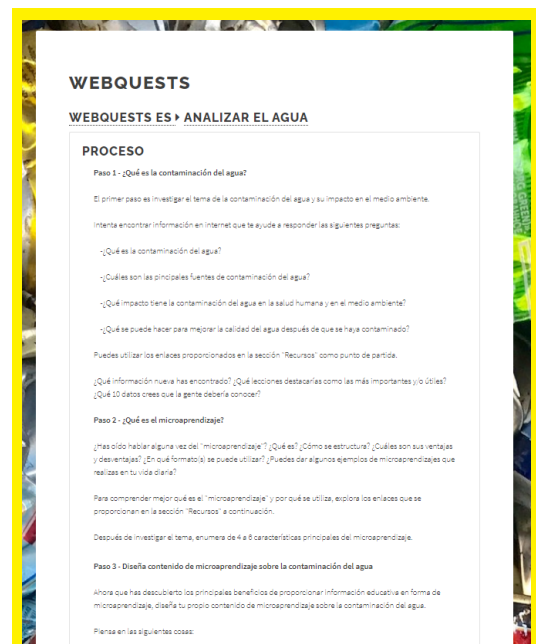 WEBQUESTS
WEBQUESTS ES ▸ ANALIZAR EL AGUA
PROCESO
Paso 1 - ¿Qué es la contaminación del agua?
El primer paso es investigar el tema de la contaminación del agua y su impacto en el medio ambiente.
Intenta encontrar información en internet que te ayude a responder las siguientes preguntas:
-¿Qué es la contaminación del agua?
-¿Cuáles son las pincipales fuentes de contaminación del agua?
-¿Qué impacto tiene la contaminación del agua en la salud humana y en el medio ambiente?
-¿Qué se puede hacer para mejorar la calidad del agua después de que se haya contaminado?
Puedes utilizar los enlaces proporcionados en la sección "Recursos" como punto de partida.
¿Qué información nueva has encontrado? ¿Qué lecciones destacarías como las más importantes y/o útiles?
¿Qué 10 datos crees que la gente debería conocer?
Paso 2 - ¿Qué es el microaprendizaje?
¿Has oído hablar alguna vez del "microaprendizaje"? ¿Qué es? ¿Cómo se estructura? ¿Cuáles son sus ventajas
y desventajas? ¿En qué formato(s) se puede utilizar? ¿Puedes dar algunos ejemplos de microaprendizajes que
realizas en tu vida diaria?
Para comprender mejor qué es el "microaprendizaje" y por qué se utiliza, explora los enlaces que se
proporcionan en la sección "Recursos" a continuación.
Después de investigar el tema, enumera de 4 a 6 características principales del microaprendizaje.
Paso 3 - Diseña contenido de microaprendizaje sobre la contaminación del agua
Ahora que has descubierto los principales beneficios de proporcionar información educativa en forma de
microaprendizaje, diseña tu propio contenido de microaprendizaje sobre la contaminación del agua.
Piensa en las siguientes cosas: